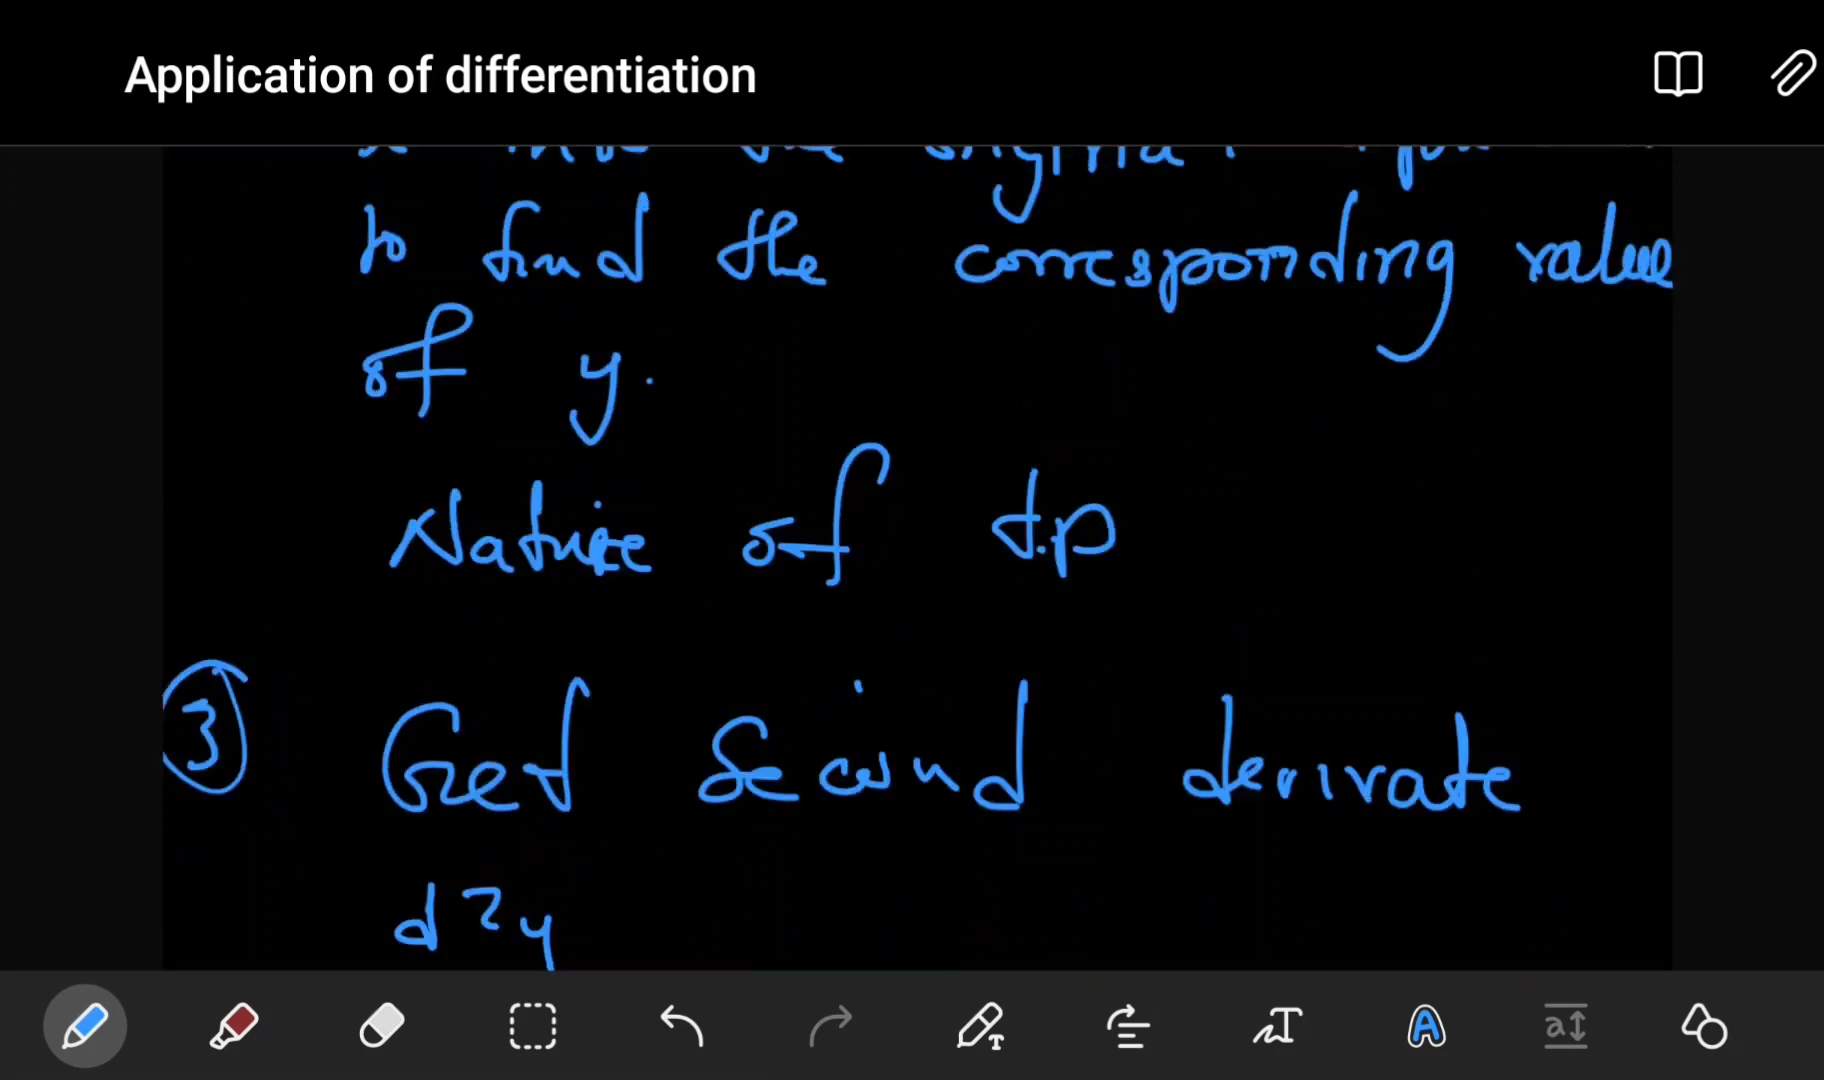 Application of differentiation
to find the corresponding value
of y.
Nature of t.p
③ Get Second derivate
d²y